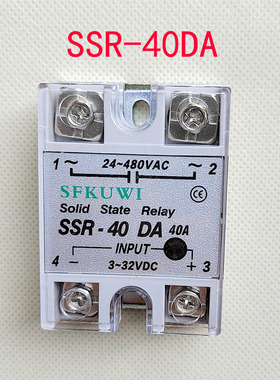 SSR-40DA
1 ~ 24~480VAC ~ 2
SFKUWI
CE
Solid State Relay
SSR-40 DA 40A
INPUT
4 - 3~32VDC + 3